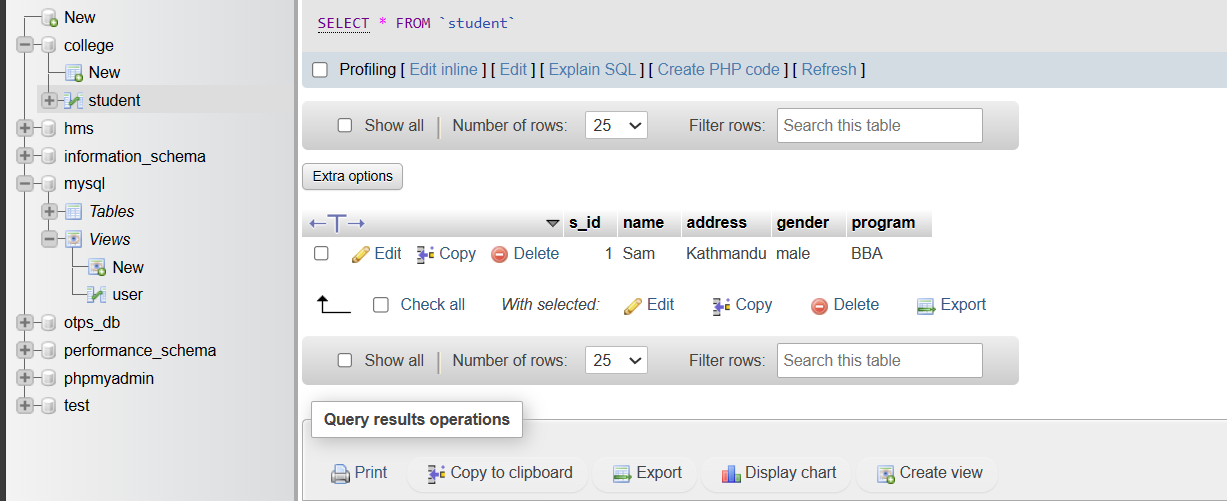 New
college
New
student
hms
information_schema
mysql
Tables
Views
New
user
otps_db
performance_schema
phpmyadmin
test
SELECT * FROM `student`
Profiling [ Edit inline ] [ Edit ] [ Explain SQL ] [ Create PHP code ] [ Refresh ]
Show all Number of rows: 25 Filter rows: Search this table
Extra options
s_id name address gender program
Edit Copy Delete 1 Sam Kathmandu male BBA
Check all With selected: Edit Copy Delete Export
Show all Number of rows: 25 Filter rows: Search this table
Query results operations
Print Copy to clipboard Export Display chart Create view